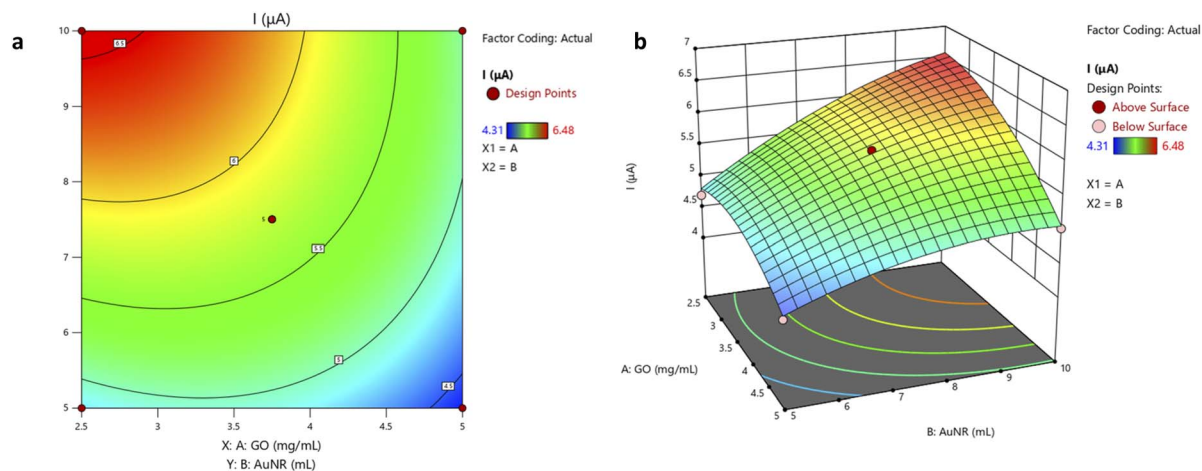 a
I (µA)
10
9
8
7
6
5
2.5
3
3.5
4
4.5
5
6.5
6
5.5
5
4.5
5
X: A: GO (mg/mL)
Y: B: AuNR (mL)
Factor Coding: Actual
I (µA)
Design Points
4.31
6.48
X1 = A
X2 = B
b
7
6.5
6
5.5
5
4.5
4
I (µA)
2.5
3
3.5
4
4.5
5
A: GO (mg/mL)
5
6
7
8
9
10
B: AuNR (mL)
Factor Coding: Actual
I (µA)
Design Points:
Above Surface
Below Surface
4.31
6.48
X1 = A
X2 = B